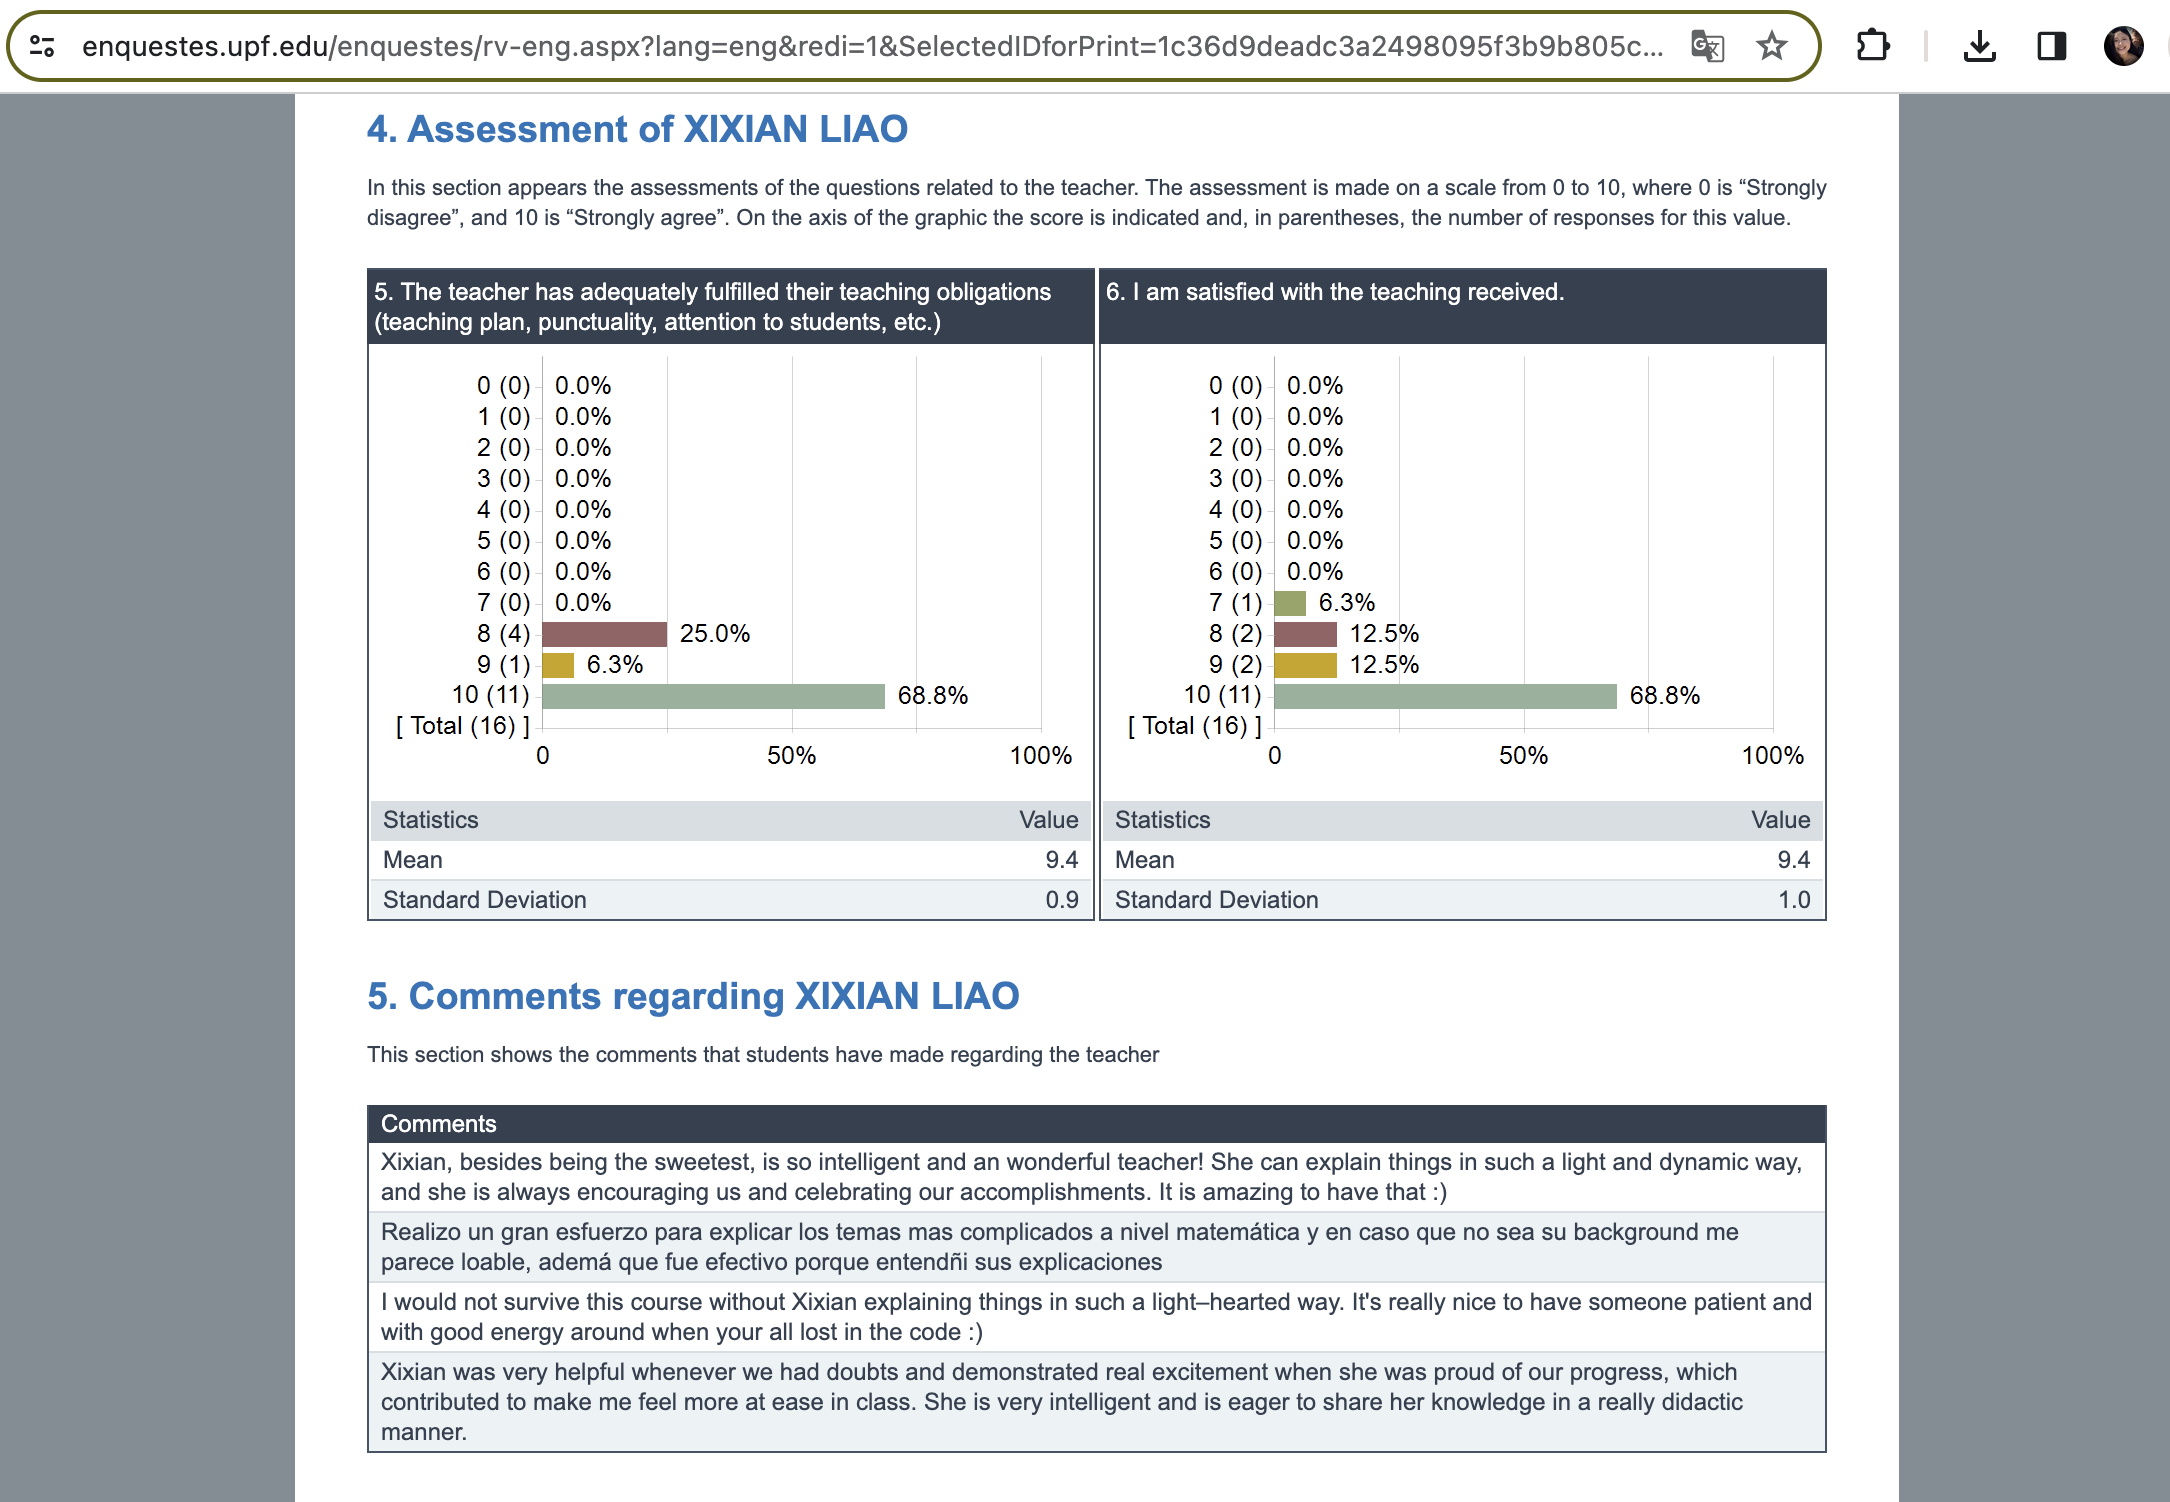 enquestes.upf.edu/enquestes/rv-eng.aspx?lang=eng&redi=1&SelectedIDforPrint=1c36d9deadc3a2498095f3b9b805c...
4. Assessment of XIXIAN LIAO
In this section appears the assessments of the questions related to the teacher. The assessment is made on a scale from 0 to 10, where 0 is “Strongly
disagree”, and 10 is “Strongly agree”. On the axis of the graphic the score is indicated and, in parentheses, the number of responses for this value.
5. The teacher has adequately fulfilled their teaching obligations
(teaching plan, punctuality, attention to students, etc.)
0 (0) 0.0%
1 (0) 0.0%
2 (0) 0.0%
3 (0) 0.0%
4 (0) 0.0%
5 (0) 0.0%
6 (0) 0.0%
7 (0) 0.0%
8 (4) 25.0%
9 (1) 6.3%
10 (11) 68.8%
[ Total (16) ]
0 50% 100%
Statistics Value
Mean 9.4
Standard Deviation 0.9
6. I am satisfied with the teaching received.
0 (0) 0.0%
1 (0) 0.0%
2 (0) 0.0%
3 (0) 0.0%
4 (0) 0.0%
5 (0) 0.0%
6 (0) 0.0%
7 (1) 6.3%
8 (2) 12.5%
9 (2) 12.5%
10 (11) 68.8%
[ Total (16) ]
0 50% 100%
Statistics Value
Mean 9.4
Standard Deviation 1.0
5. Comments regarding XIXIAN LIAO
This section shows the comments that students have made regarding the teacher
Comments
Xixian, besides being the sweetest, is so intelligent and an wonderful teacher! She can explain things in such a light and dynamic way,
and she is always encouraging us and celebrating our accomplishments. It is amazing to have that :)
Realizo un gran esfuerzo para explicar los temas mas complicados a nivel matemática y en caso que no sea su background me
parece loable, ademá que fue efectivo porque entendñi sus explicaciones
I would not survive this course without Xixian explaining things in such a light–hearted way. It's really nice to have someone patient and
with good energy around when your all lost in the code :)
Xixian was very helpful whenever we had doubts and demonstrated real excitement when she was proud of our progress, which
contributed to make me feel more at ease in class. She is very intelligent and is eager to share her knowledge in a really didactic
manner.